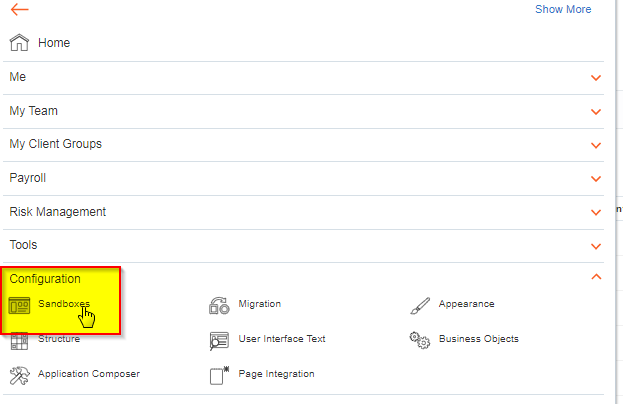 Show More
Home
Me
My Team
My Client Groups
Payroll
Risk Management
Tools
Configuration
Sandboxes Migration Appearance
Structure User Interface Text Business Objects
Application Composer Page Integration